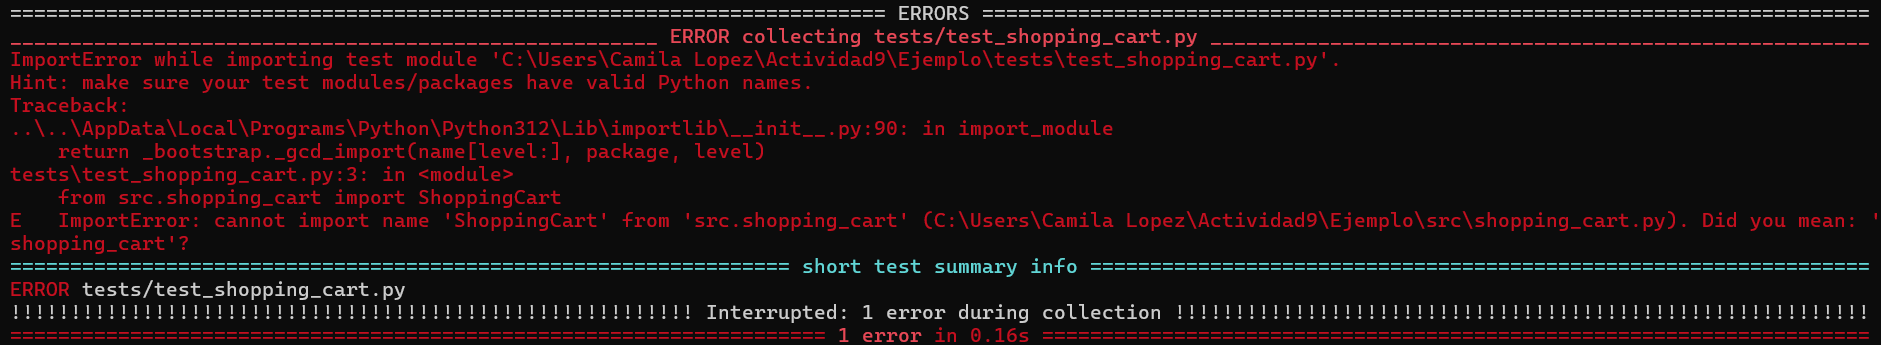 ========================================================================= ERRORS ==========================================================================
______________________________________________________ ERROR collecting tests/test_shopping_cart.py _______________________________________________________
ImportError while importing test module 'C:\Users\Camila Lopez\Actividad9\Ejemplo\tests\test_shopping_cart.py'.
Hint: make sure your test modules/packages have valid Python names.
Traceback:
..\..\AppData\Local\Programs\Python\Python312\Lib\importlib\__init__.py:90: in import_module
    return _bootstrap._gcd_import(name[level:], package, level)
tests\test_shopping_cart.py:3: in <module>
    from src.shopping_cart import ShoppingCart
E   ImportError: cannot import name 'ShoppingCart' from 'src.shopping_cart' (C:\Users\Camila Lopez\Actividad9\Ejemplo\src\shopping_cart.py). Did you mean: '
shopping_cart'?
================================================================= short test summary info =================================================================
ERROR tests/test_shopping_cart.py
!!!!!!!!!!!!!!!!!!!!!!!!!!!!!!!!!!!!!!!!!!!!!!!!!!!!!!!!! Interrupted: 1 error during collection !!!!!!!!!!!!!!!!!!!!!!!!!!!!!!!!!!!!!!!!!!!!!!!!!!!!!!!!!!
==================================================================== 1 error in 0.16s =====================================================================